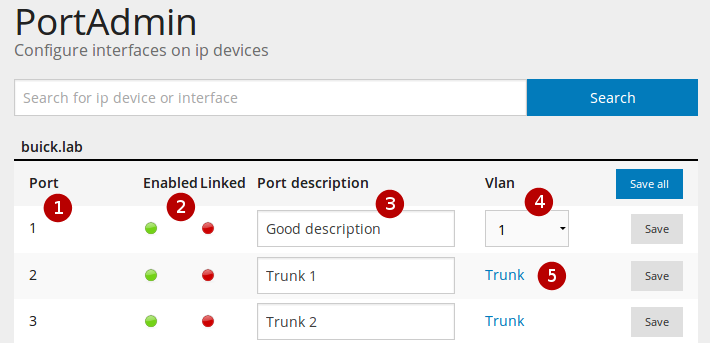 PortAdmin
Configure interfaces on ip devices
Search for ip device or interface Search
buick.lab
Port Enabled Linked Port description Vlan Save all
1 2 3 4
1 Good description 1 Save
2 Trunk 1 Trunk 5 Save
3 Trunk 2 Trunk Save